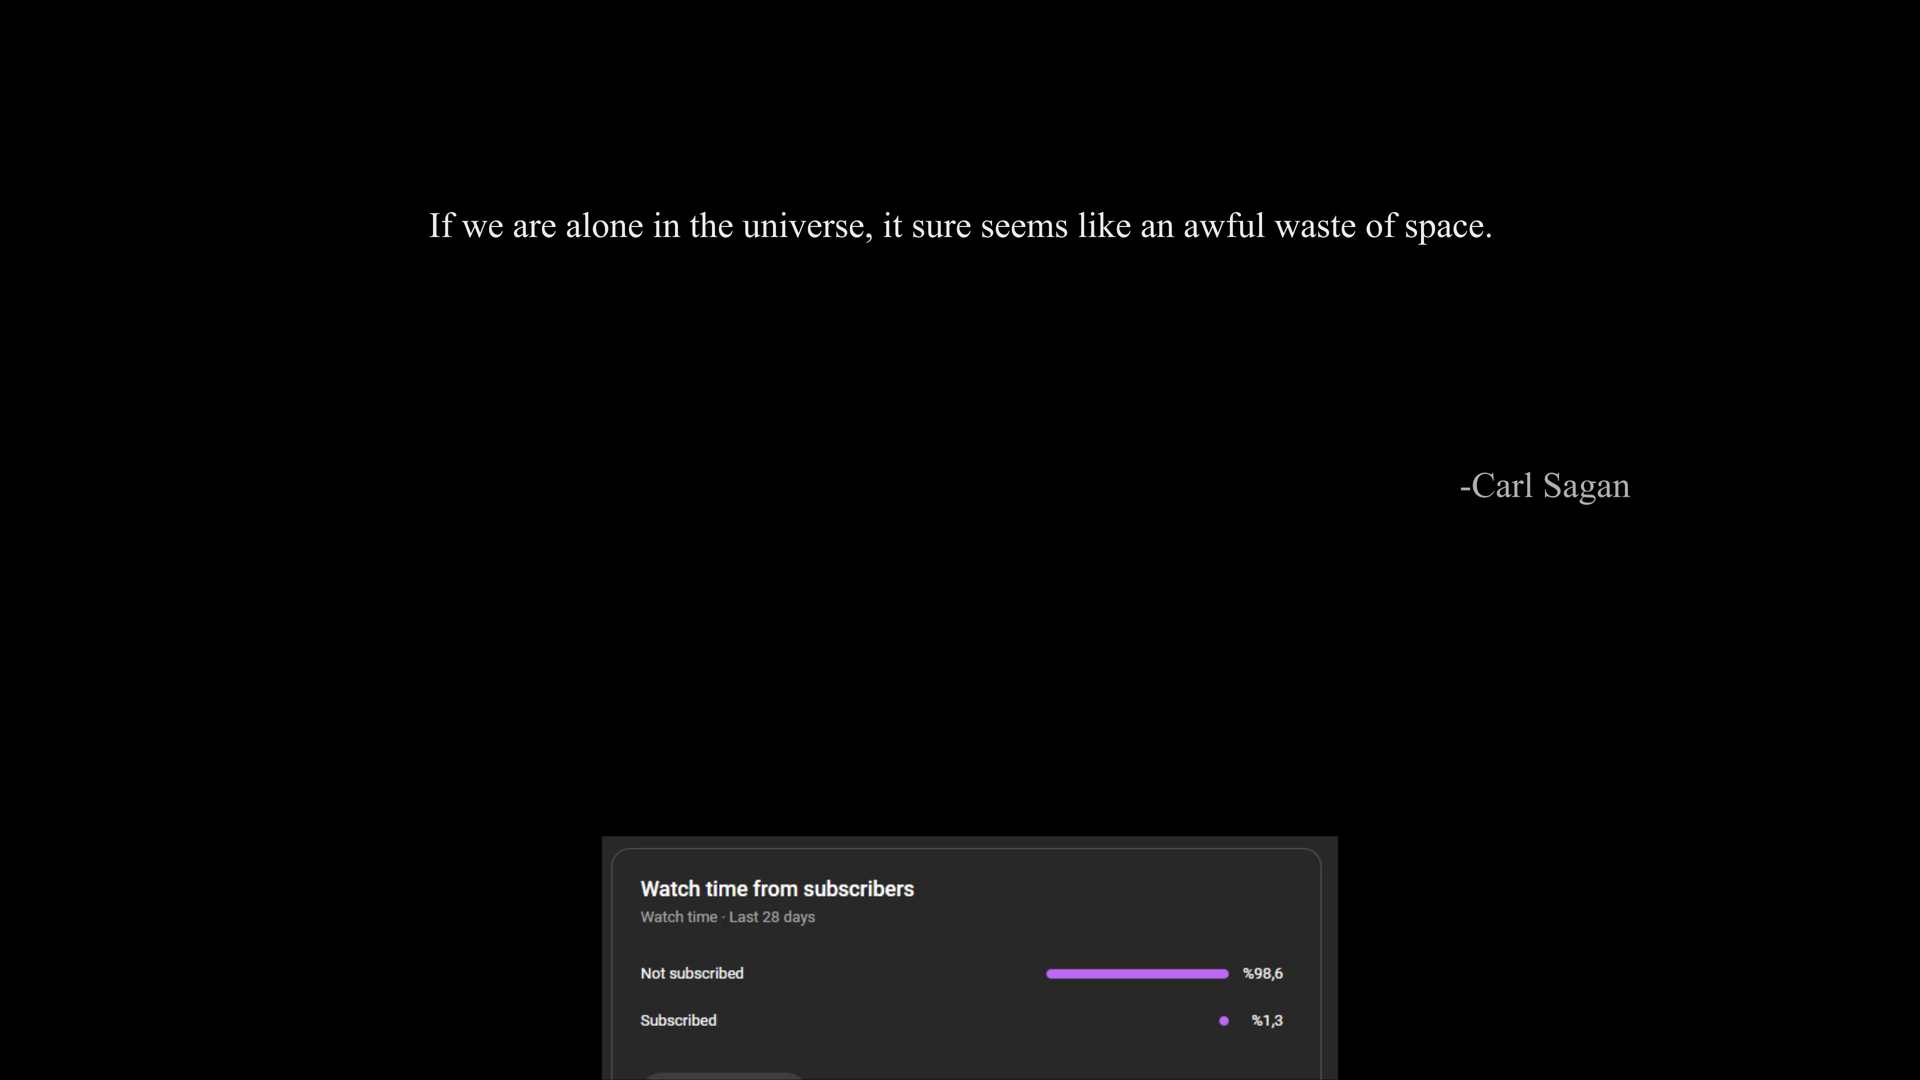 If we are alone in the universe, it sure seems like an awful waste of space.
-Carl Sagan
Watch time from subscribers
Watch time · Last 28 days
Not subscribed %98,6
Subscribed %1,3